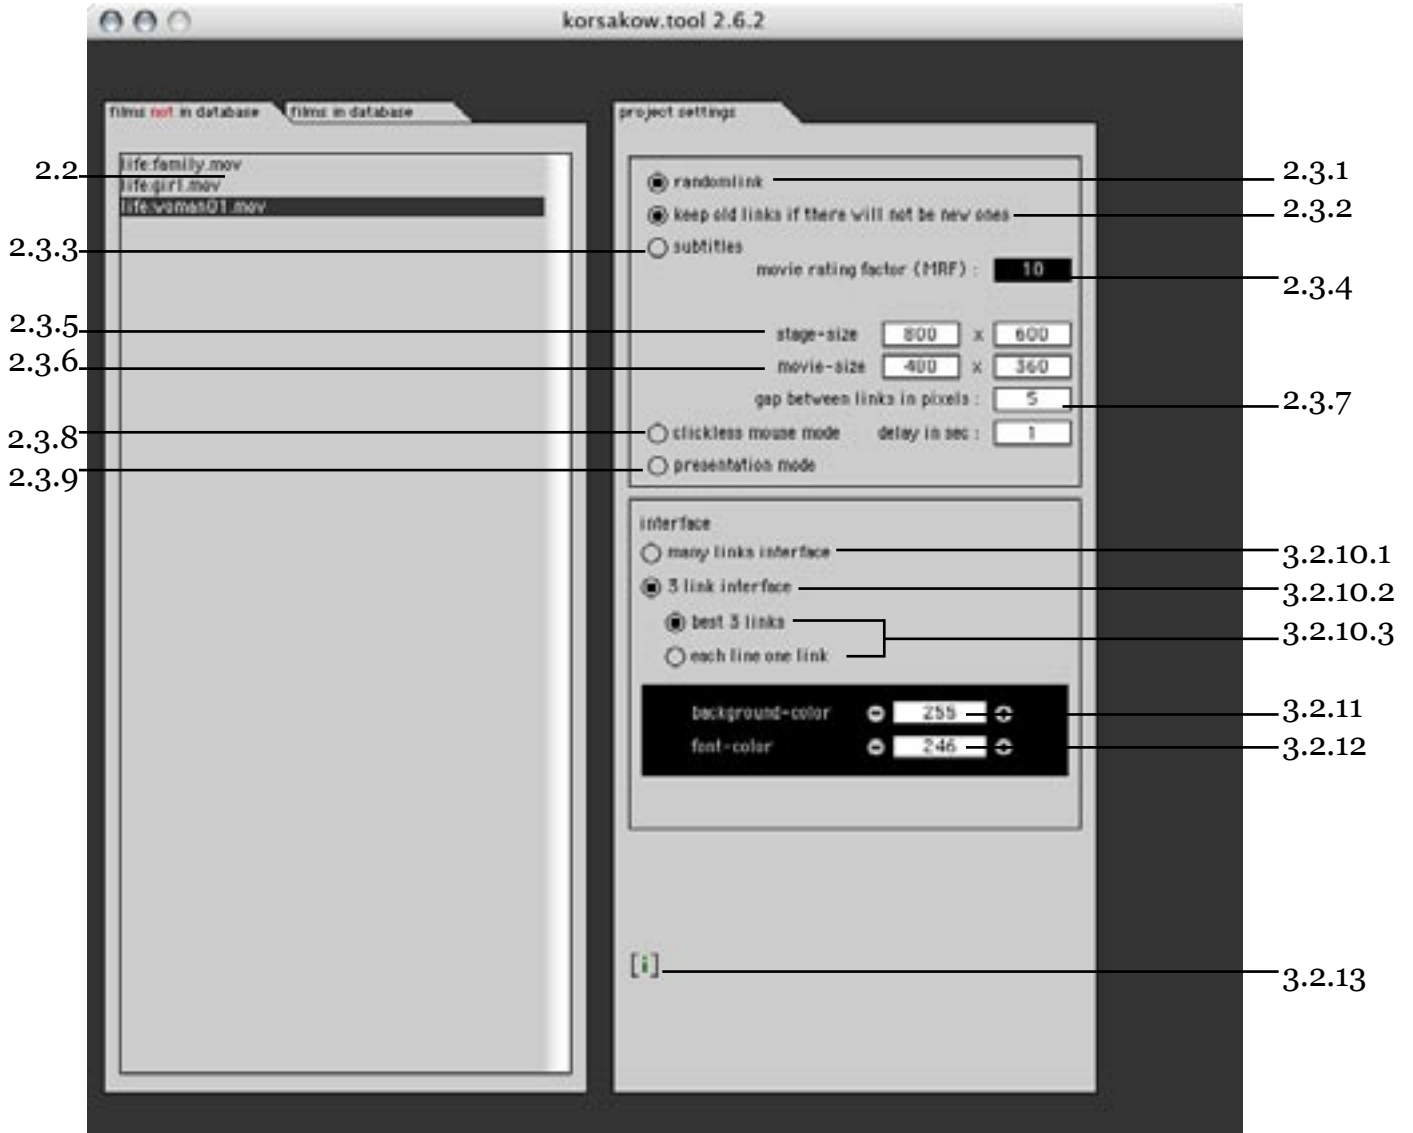 korsakow.tool 2.6.2
films not in database
films in database
project settings
life:family.mov
life:girl.mov
life:woman01.mov
2.2
2.3.3
2.3.5
2.3.6
2.3.8
2.3.9
randomlink
keep old links if there will not be new ones
subtitles
movie rating factor (MRF) : 10
stage-size 800 x 600
movie-size 400 x 360
gap between links in pixels : 5
clickless mouse mode delay in sec : 1
presentation mode
interface
many links interface
3 link interface
best 3 links
each line one link
background-color 255
font-color 246
[i]
2.3.1
2.3.2
2.3.4
2.3.7
3.2.10.1
3.2.10.2
3.2.10.3
3.2.11
3.2.12
3.2.13